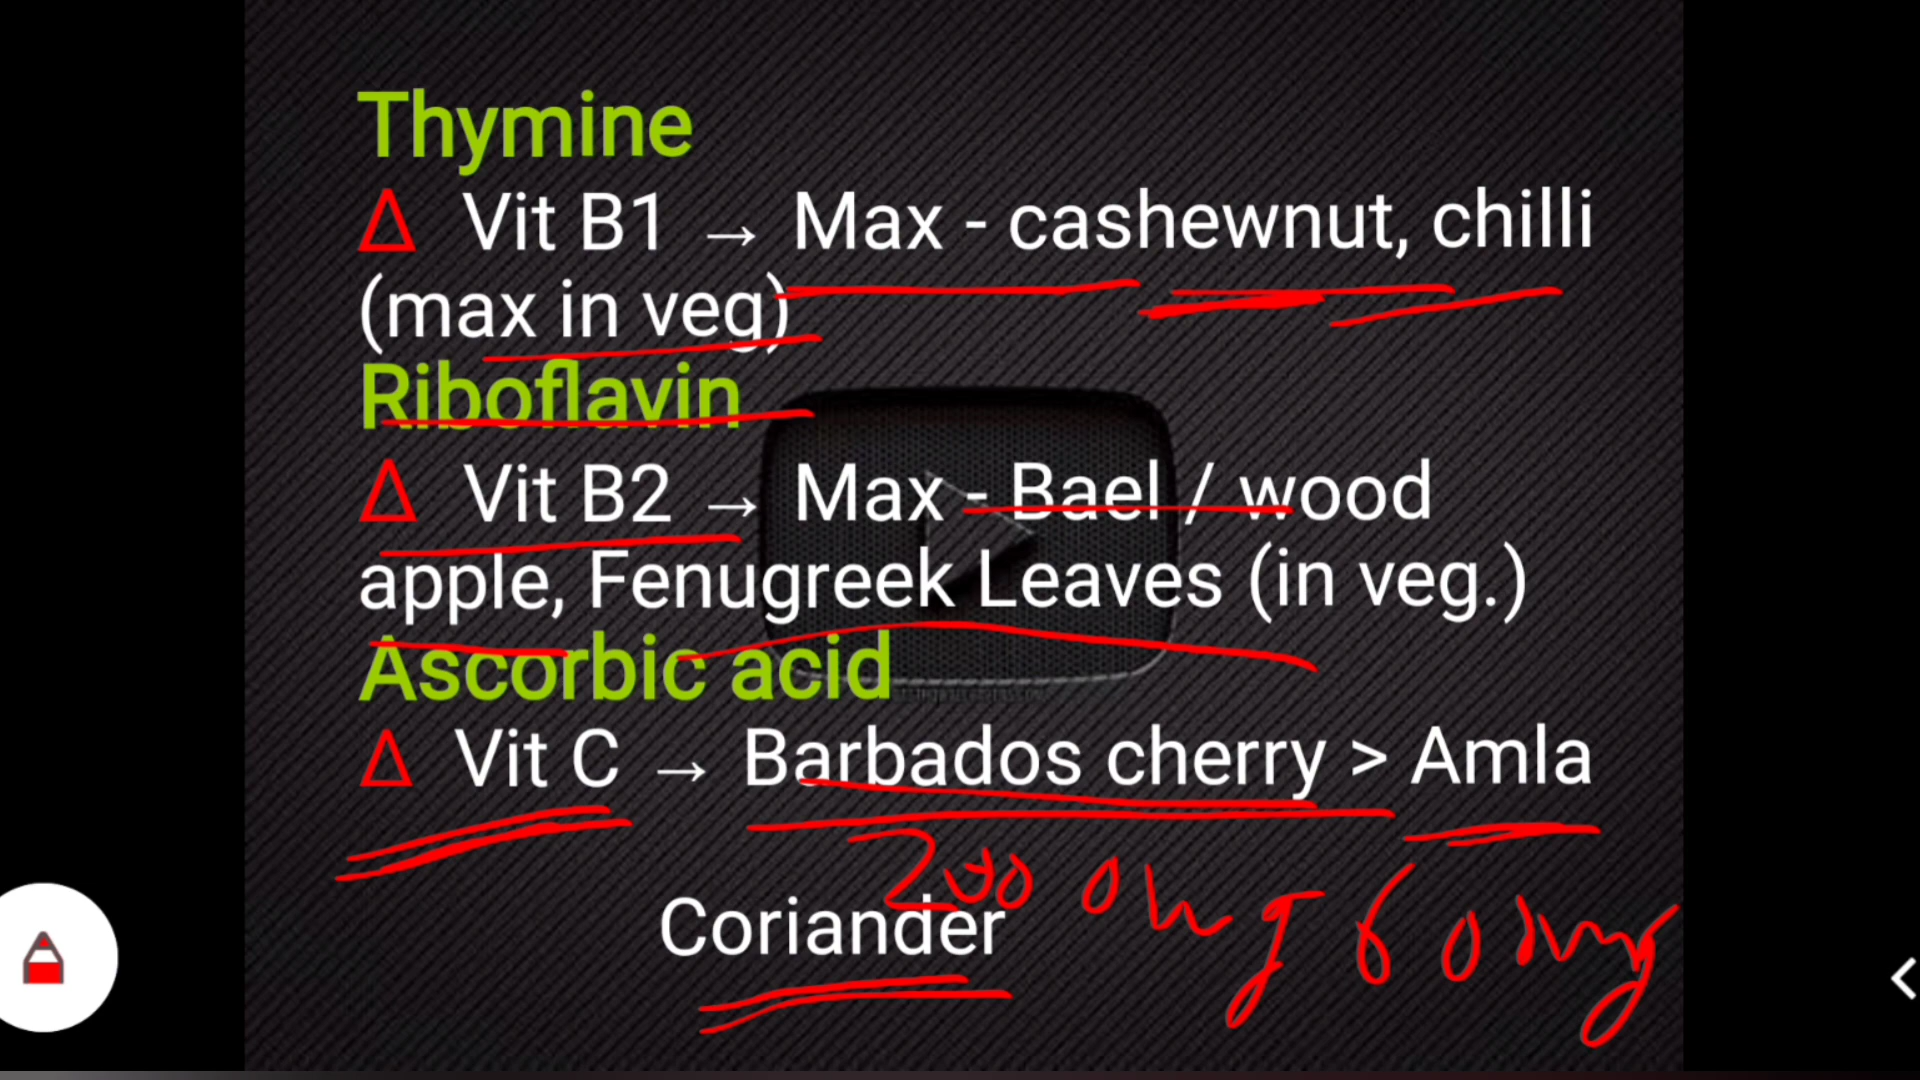 Thymine
Δ Vit B1 → Max - cashewnut, chilli
(max in veg)
Riboflavin
Δ Vit B2 → Max - Bael / wood
apple, Fenugreek Leaves (in veg.)
Ascorbic acid
Δ Vit C → Barbados cherry > Amla
Coriander